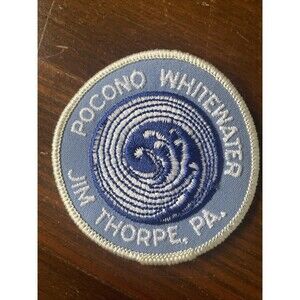 POCONO WHITEWATER
JIM THORPE, PA.